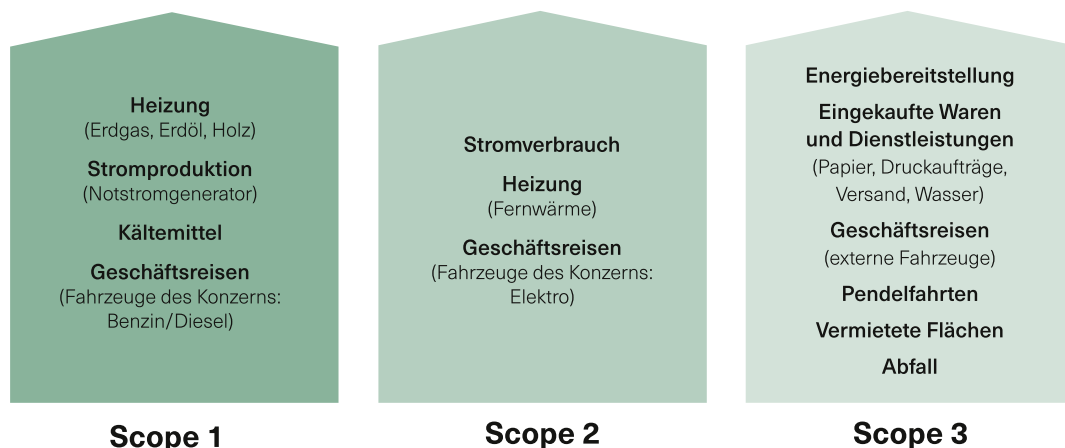 Heizung
(Erdgas, Erdöl, Holz)
Stromproduktion
(Notstromgenerator)
Kältemittel
Geschäftsreisen
(Fahrzeuge des Konzerns:
Benzin/Diesel)
Scope 1
Stromverbrauch
Heizung
(Fernwärme)
Geschäftsreisen
(Fahrzeuge des Konzerns:
Elektro)
Scope 2
Energiebereitstellung
Eingekaufte Waren
und Dienstleistungen
(Papier, Druckaufträge,
Versand, Wasser)
Geschäftsreisen
(externe Fahrzeuge)
Pendelfahrten
Vermietete Flächen
Abfall
Scope 3